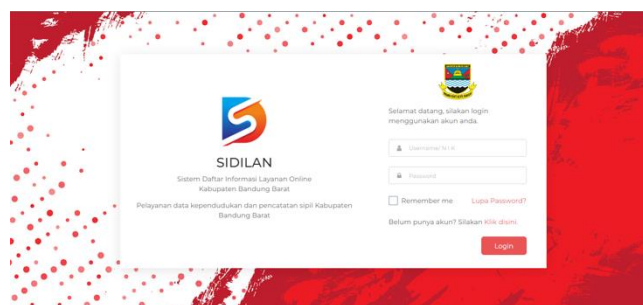 SIDILAN
Sistem Daftar Informasi Layanan Online
Kabupaten Bandung Barat
Pelayanan data kependudukan dan pencatatan sipil Kabupaten
Bandung Barat
Selamat datang, silakan login
menggunakan akun anda.
Username/NIK
Password
Remember me
Lupa Password?
Belum punya akun? Silakan Klik disini.
Login